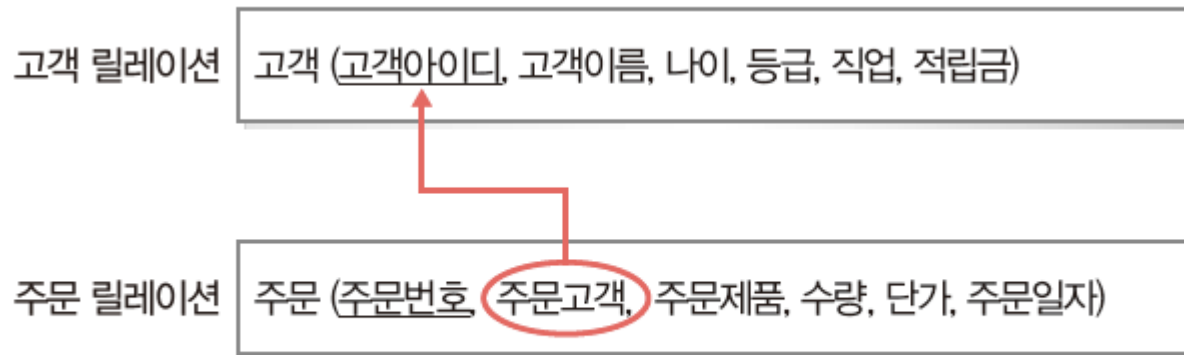 고객 릴레이션 고객 (고객아이디, 고객이름, 나이, 등급, 직업, 적립금)
주문 릴레이션 주문 (주문번호, 주문고객, 주문제품, 수량, 단가, 주문일자)